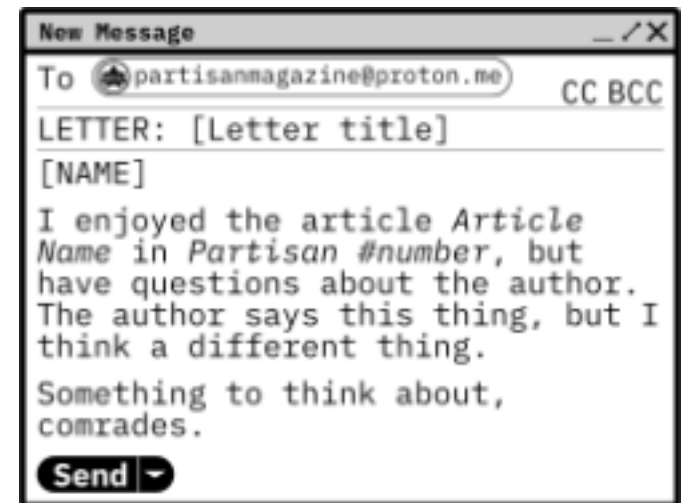 New Message
To partisanmagazine@proton.me
CC BCC
LETTER: [Letter title]
[NAME]
I enjoyed the article Article
Name in Partisan #number, but
have questions about the author.
The author says this thing, but I
think a different thing.
Something to think about,
comrades.
Send